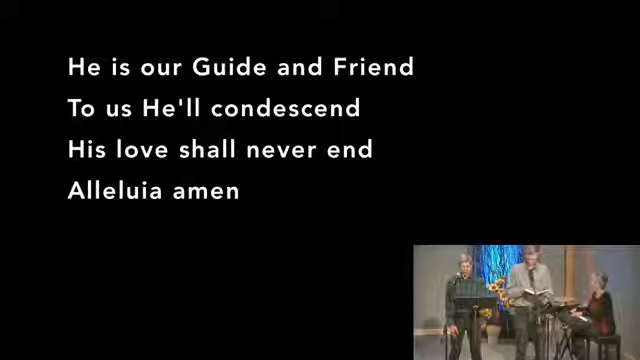 He is our Guide and Friend
To us He'll condescend
His love shall never end
Alleluia amen